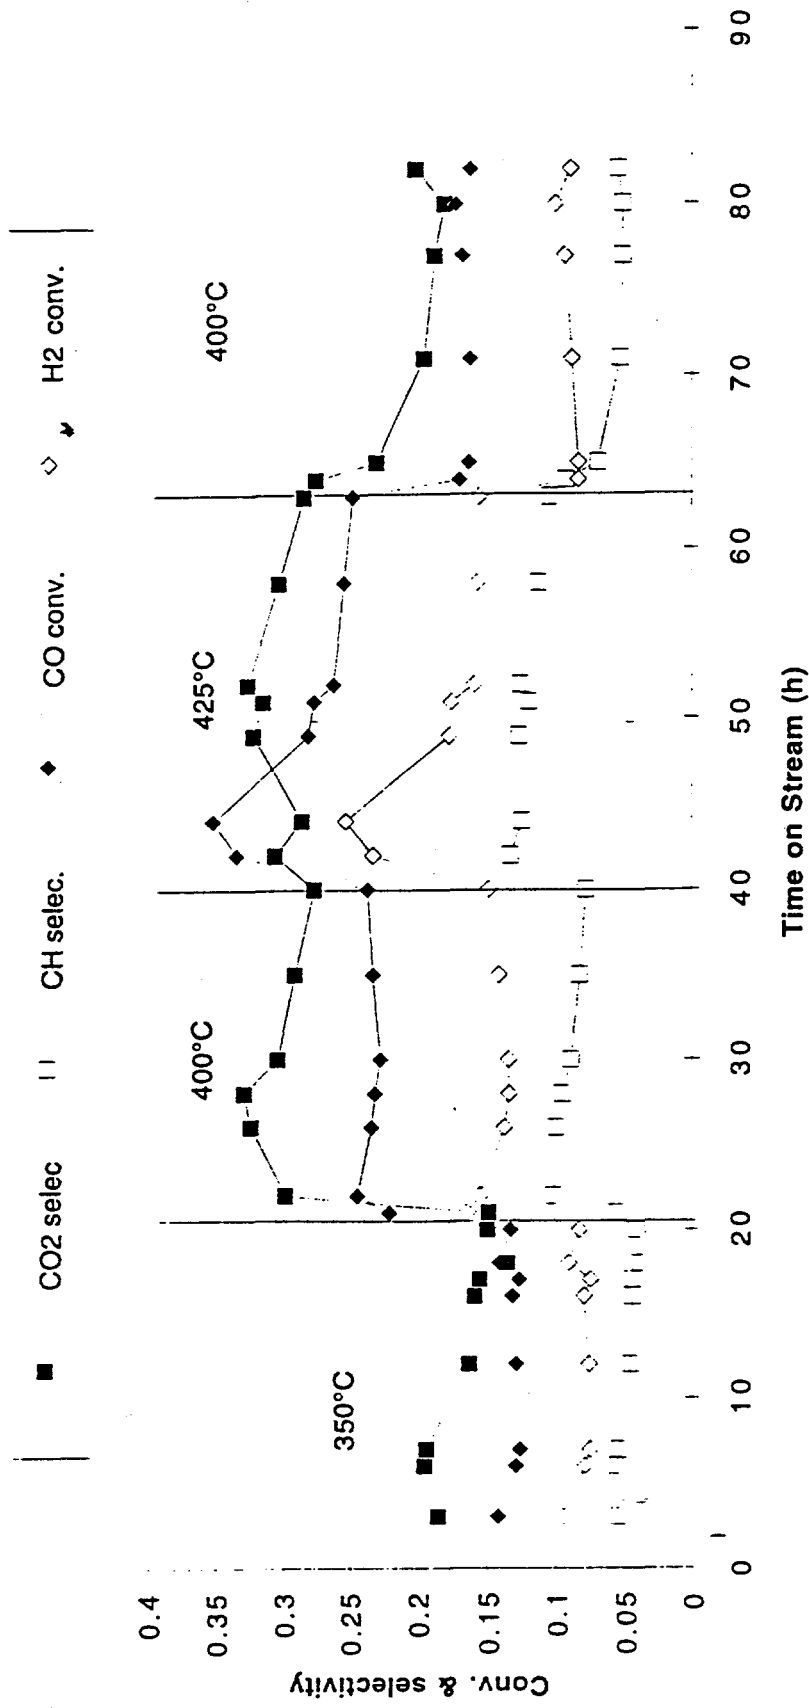 CO2 selec
CH selec.
CO conv.
H2 conv.
350°C
400°C
425°C
400°C
Conv. & selectivity
0.4
0.35
0.3
0.25
0.2
0.15
0.1
0.05
0
0
10
20
30
40
50
60
70
80
90
Time on Stream (h)